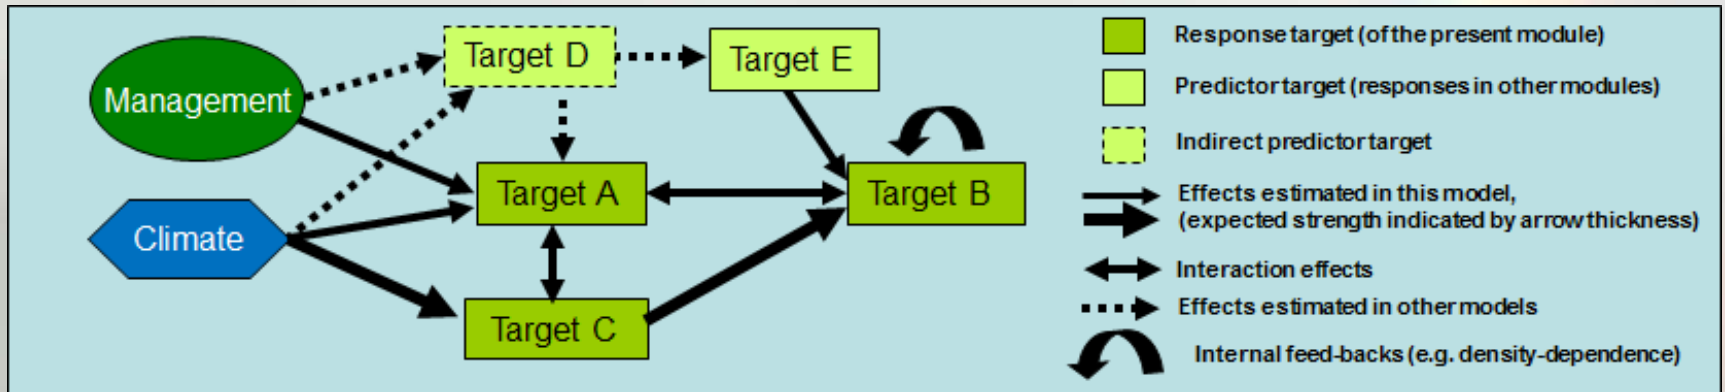 Target D
Target E
Management
Target A
Target B
Climate
Target C
Response target (of the present module)
Predictor target (responses in other modules)
Indirect predictor target
Effects estimated in this model,
(expected strength indicated by arrow thickness)
Interaction effects
Effects estimated in other models
Internal feed-backs (e.g. density-dependence)